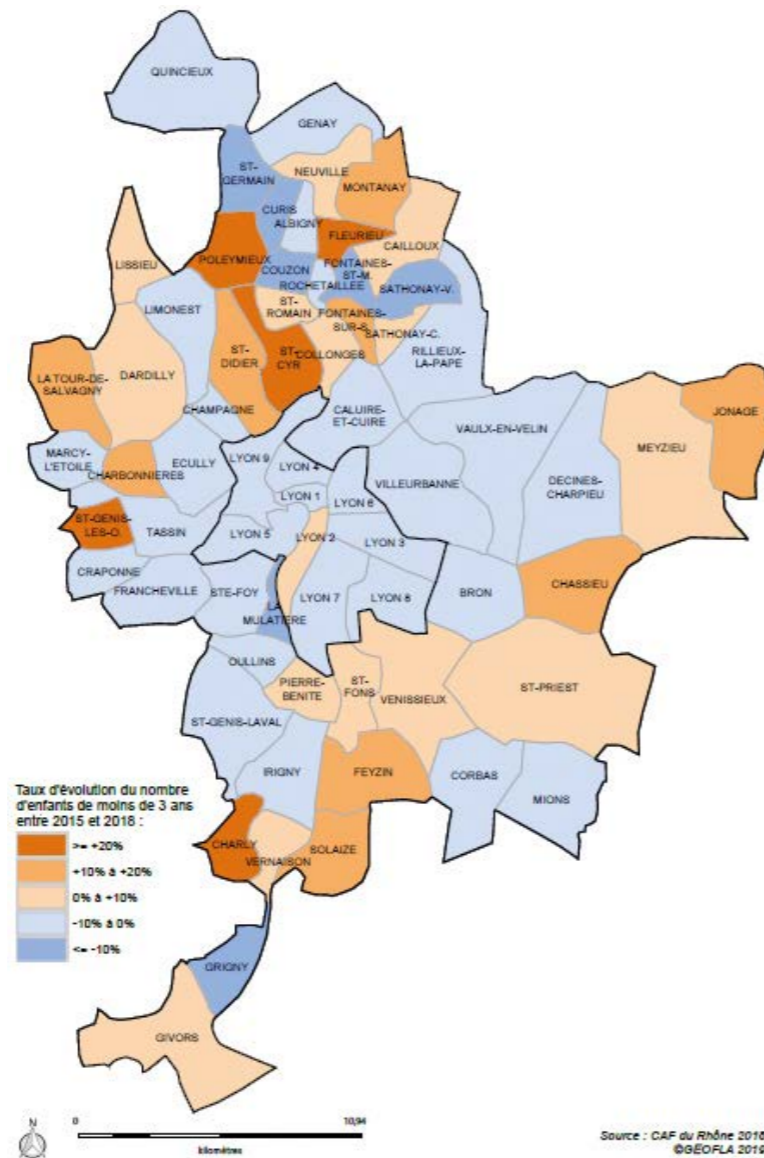 QUINCIEUX
GENAY
ST-
GERMAIN
NEUVILLE
MONTANAY
CURIS
ALBIGNY
FLEURIEU
CAILLOUX
POLEYMIEUX
LISSIEU
COUZON
FONTAINES-
ST-M.
ROCHETAILLEE
SATHONAY-V.
LIMONEST
ST-
ROMAIN
FONTAINES-
SUR-S.
SATHONAY-C.
ST-
DIDIER
ST-
CYR
COLLONGES
RILLIEUX-
LA-PAPE
LA TOUR-DE-
SALVAGNY
DARDILLY
CHAMPAGNE
CALUIRE-
ET-CUIRE
VAULX-EN-VELIN
JONAGE
MEYZIEU
MARCY-
L'ETOILE
CHARBONNIERES
ECULLY
LYON 9
LYON 4
VILLEURBANNE
DECINES-
CHARPIEU
LYON 1
LYON 6
ST-GENIS-
LES-O.
TASSIN
LYON 5
LYON 2
LYON 3
CRAPONNE
FRANCHEVILLE
STE-FOY
LA
MULATIERE
LYON 7
LYON 8
BRON
CHASSIEU
OULLINS
PIERRE-
BENITE
ST-
FONS
VENISSIEUX
ST-PRIEST
ST-GENIS-LAVAL
IRIGNY
FEYZIN
CORBAS
MIONS
CHARLY
VERNAISON
SOLAIZE
GRIGNY
GIVORS
Taux d'évolution du nombre
d'enfants de moins de 3 ans
entre 2015 et 2018 :
>= +20%
+10% à +20%
0% à +10%
-10% à 0%
<= -10%
N
0 10,94
kilomètres
Source : CAF du Rhône 2018
©GEOFLA 2019